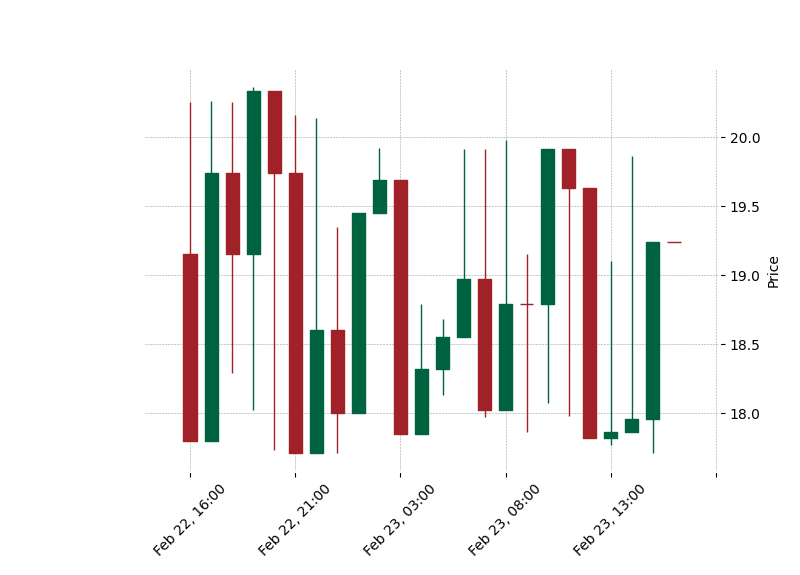 20.0
19.5
19.0
18.5
18.0
Price
Feb 22, 16:00
Feb 22, 21:00
Feb 23, 03:00
Feb 23, 08:00
Feb 23, 13:00